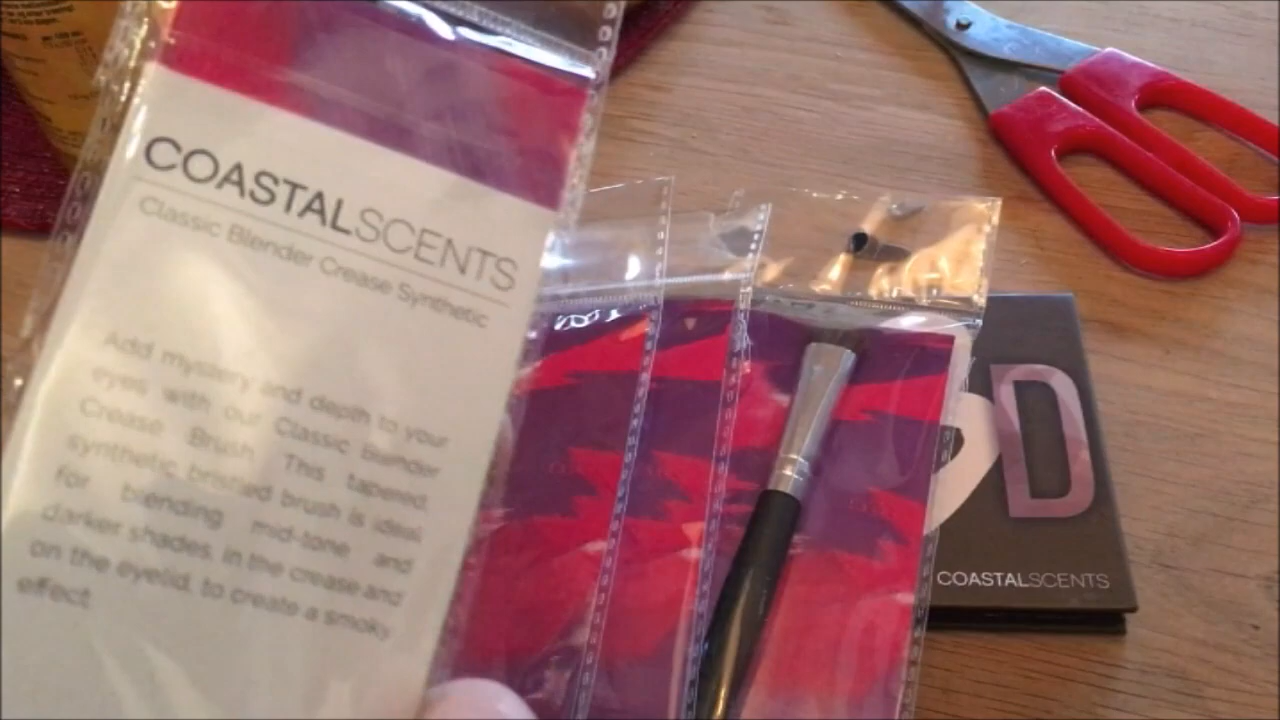 COASTALSCENTS
Classic Blender Crease Synthetic
Add mystery and depth to your
eyes with our Classic Blender
Crease Brush. This tapered,
synthetic bristled brush is ideal
for blending mid-tone and
darker shades, in the crease and
on the eyelid, to create a smoky
effect.
D
COASTALSCENTS